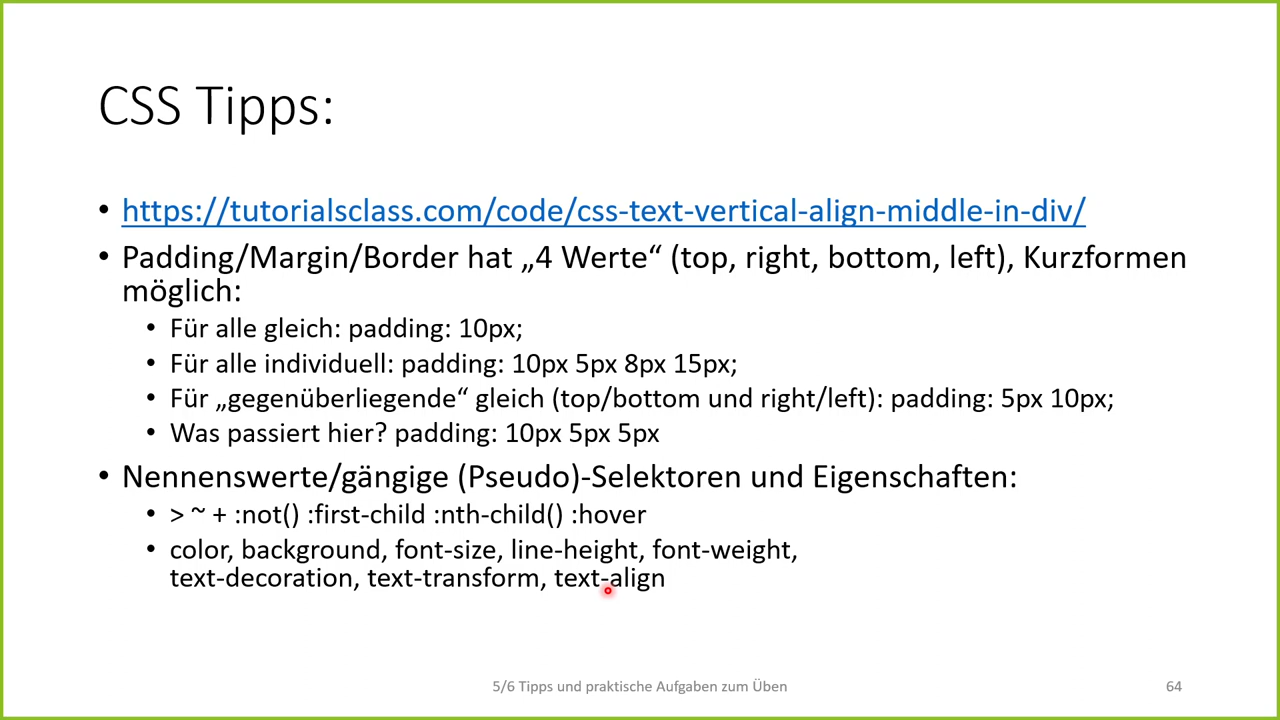 CSS Tipps:
• https://tutorialsclass.com/code/css-text-vertical-align-middle-in-div/
• Padding/Margin/Border hat „4 Werte“ (top, right, bottom, left), Kurzformen
möglich:
• Für alle gleich: padding: 10px;
• Für alle individuell: padding: 10px 5px 8px 15px;
• Für „gegenüberliegende“ gleich (top/bottom und right/left): padding: 5px 10px;
• Was passiert hier? padding: 10px 5px 5px
• Nennenswerte/gängige (Pseudo)-Selektoren und Eigenschaften:
• > ~ + :not() :first-child :nth-child() :hover
• color, background, font-size, line-height, font-weight,
text-decoration, text-transform, text-align
5/6 Tipps und praktische Aufgaben zum Üben
64